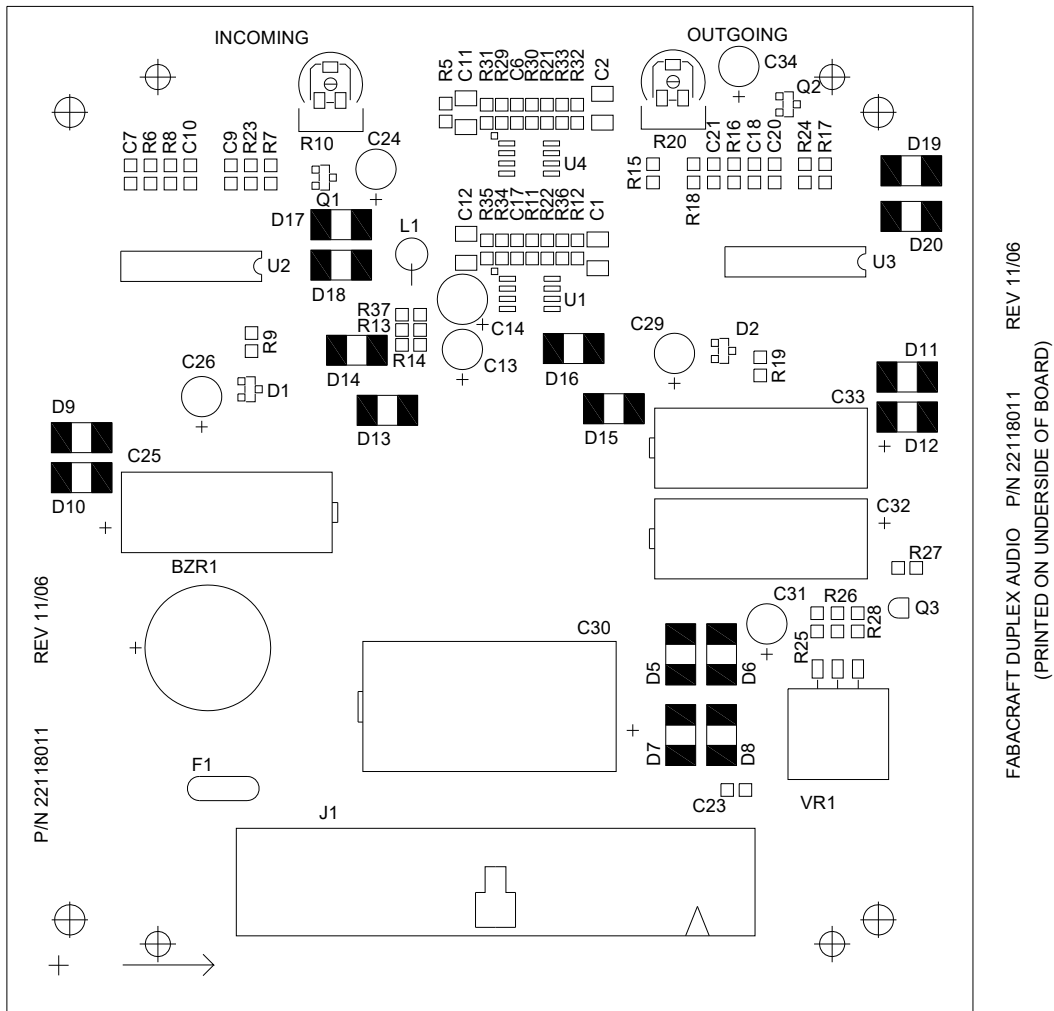 INCOMING
OUTGOING
C34
Q2
R5
C11
R31
R29
C6
R30
R21
R33
R32
C2
R10
C24
R20
C7
R6
R8
C10
C9
R23
R7
U4
R15
R18
C21
R16
C18
C20
R24
R17
D19
Q1
D17
L1
C12
R35
R34
C17
R11
R22
R36
R12
C1
D20
U2
U3
D18
U1
R37
R13
R14
C14
C13
R9
C26
D14
D16
C29
D2
R19
D11
D1
D13
D15
C33
D12
D9
C25
D10
C32
BZR1
R27
C31
R26
R28
Q3
R25
C30
D5
D6
D7
D8
F1
C23
VR1
J1
P/N 22118011 REV 11/06
FABACRAFT DUPLEX AUDIO P/N 22118011 REV 11/06
(PRINTED ON UNDERSIDE OF BOARD)